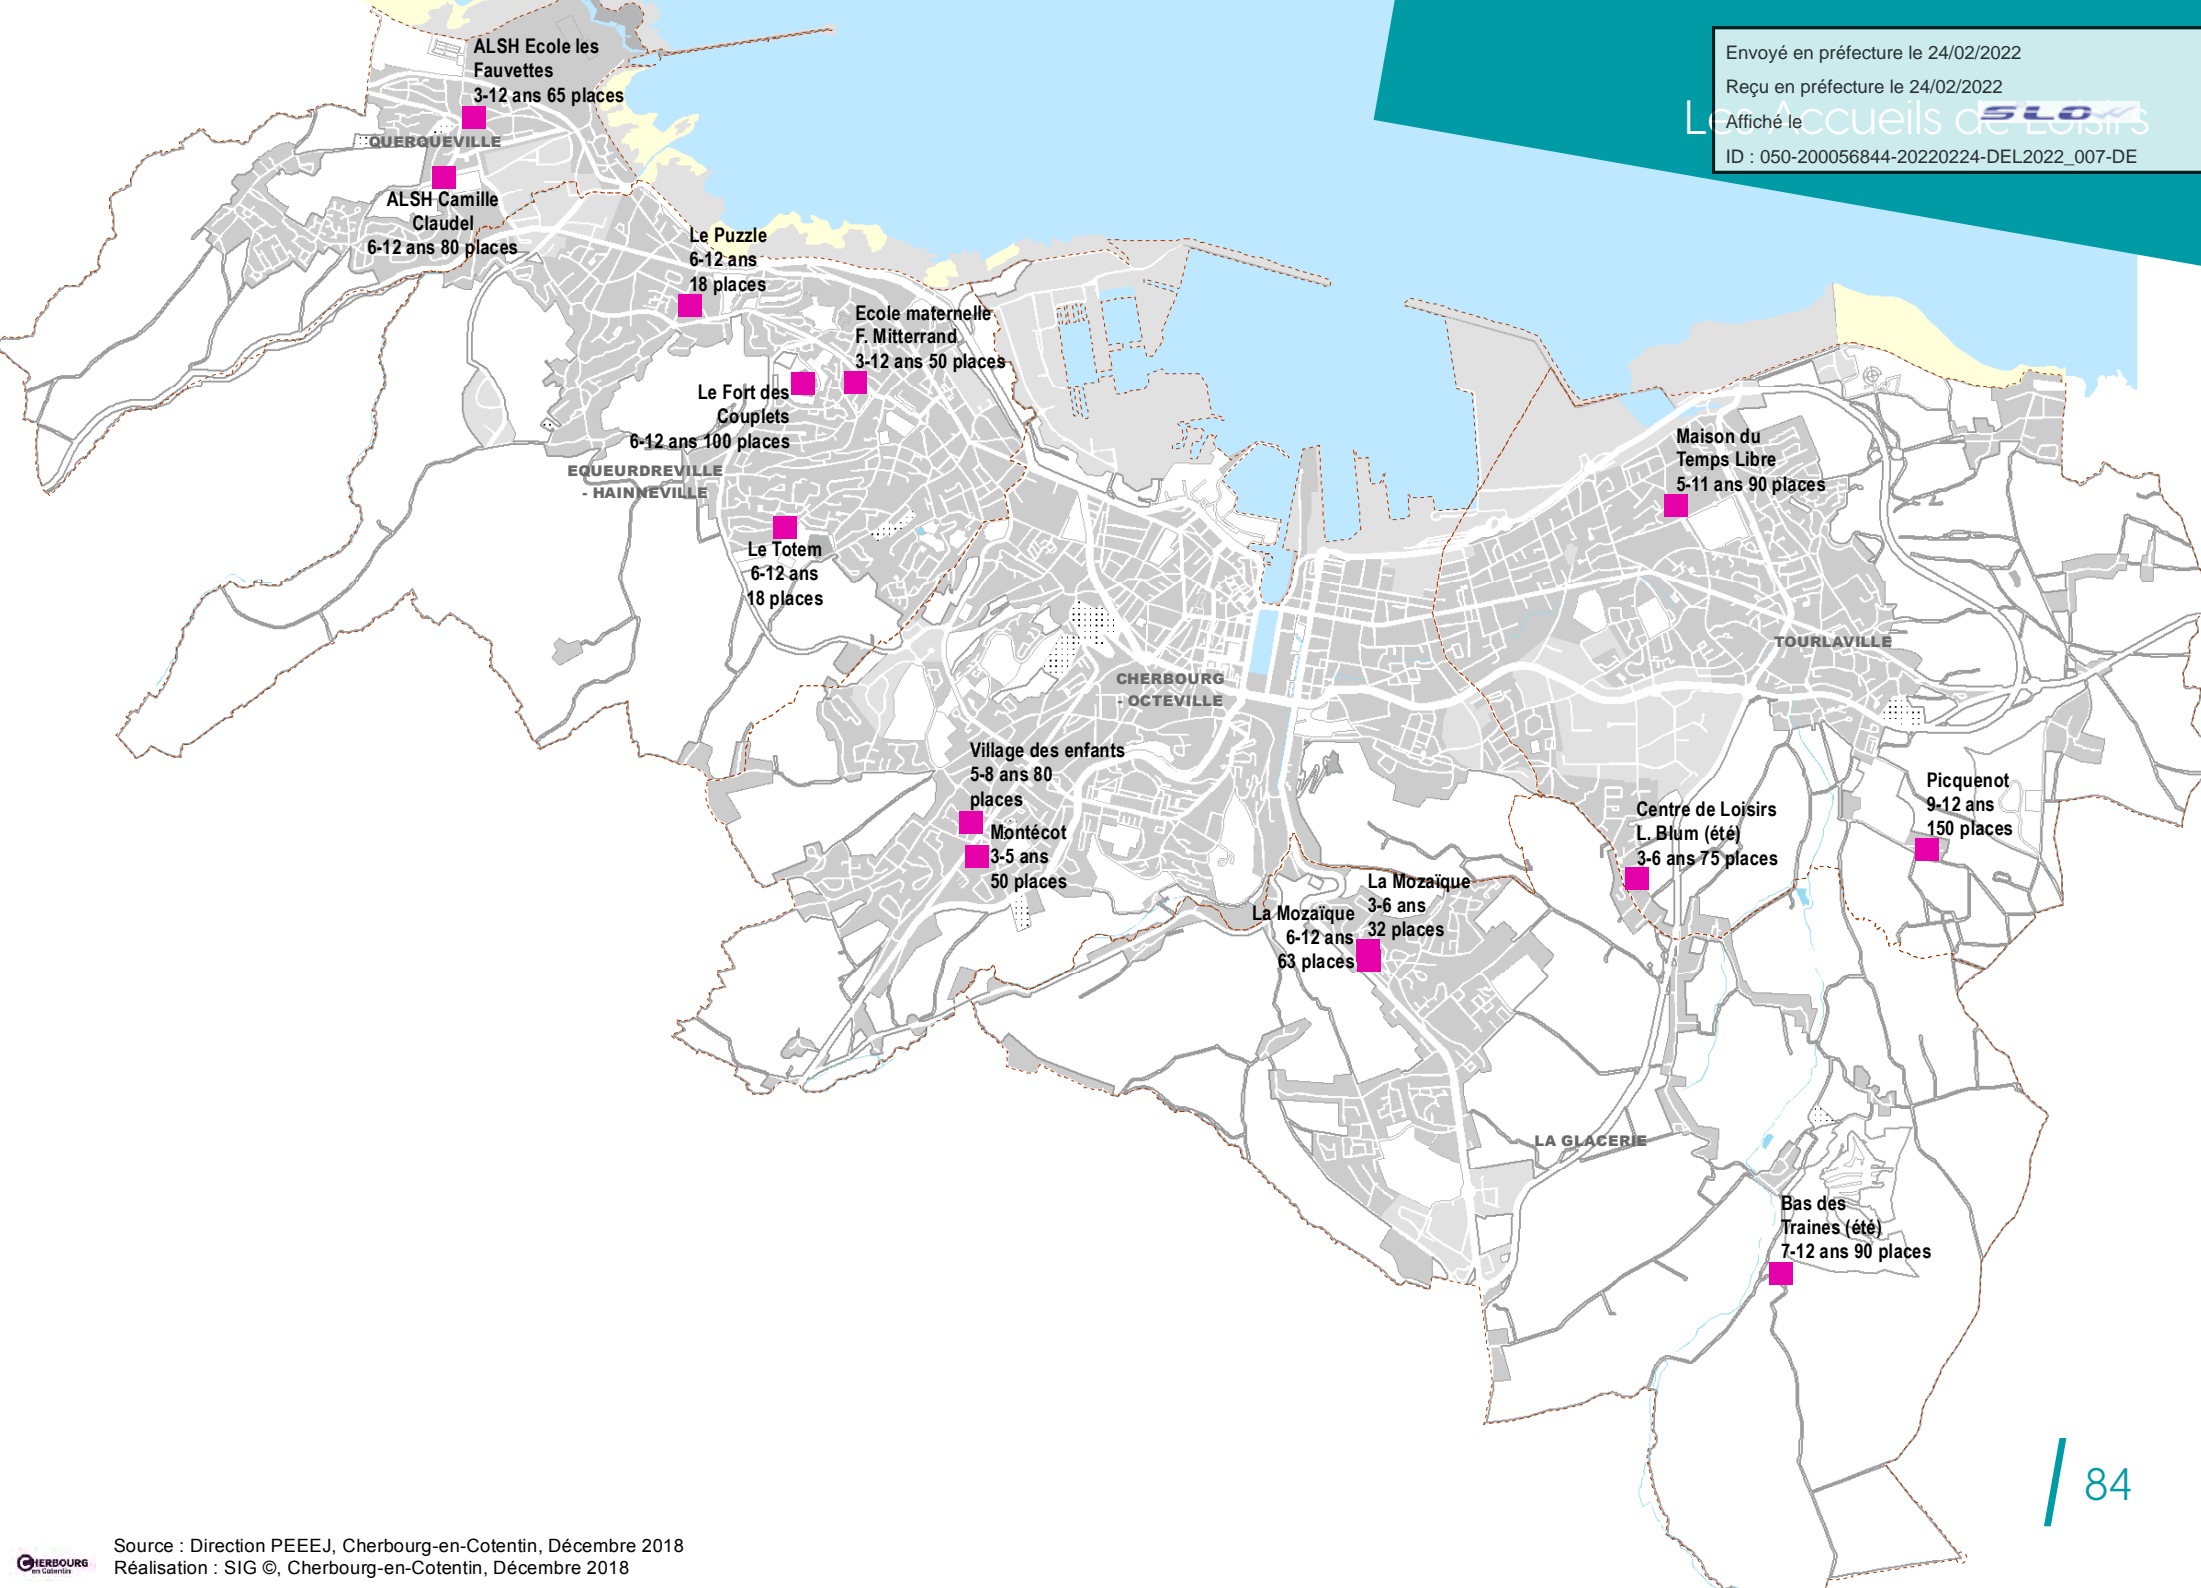 Envoyé en préfecture le 24/02/2022
Reçu en préfecture le 24/02/2022
Affiché le
SLOW
ID : 050-200056844-20220224-DEL2022_007-DE
Les Accueils de Loisirs
ALSH Ecole les
Fauvettes
3-12 ans 65 places
QUERQUEVILLE
ALSH Camille
Claudel
6-12 ans 80 places
Le Puzzle
6-12 ans
18 places
Ecole maternelle
F. Mitterrand
3-12 ans 50 places
Le Fort des
Couplets
6-12 ans 100 places
EQUEURDREVILLE
- HAINNEVILLE
Le Totem
6-12 ans
18 places
Maison du
Temps Libre
5-11 ans 90 places
TOURLAVILLE
CHERBOURG
- OCTEVILLE
Village des enfants
5-8 ans 80
places
Montécot
3-5 ans
50 places
Picquenot
9-12 ans
150 places
Centre de Loisirs
L. Blum (été)
3-6 ans 75 places
La Mozaïque
3-6 ans
32 places
La Mozaïque
6-12 ans
63 places
LA GLACERIE
Bas des
Traines (été)
7-12 ans 90 places
84
CHERBOURG
en Cotentin
Source : Direction PEEEJ, Cherbourg-en-Cotentin, Décembre 2018
Réalisation : SIG ©, Cherbourg-en-Cotentin, Décembre 2018